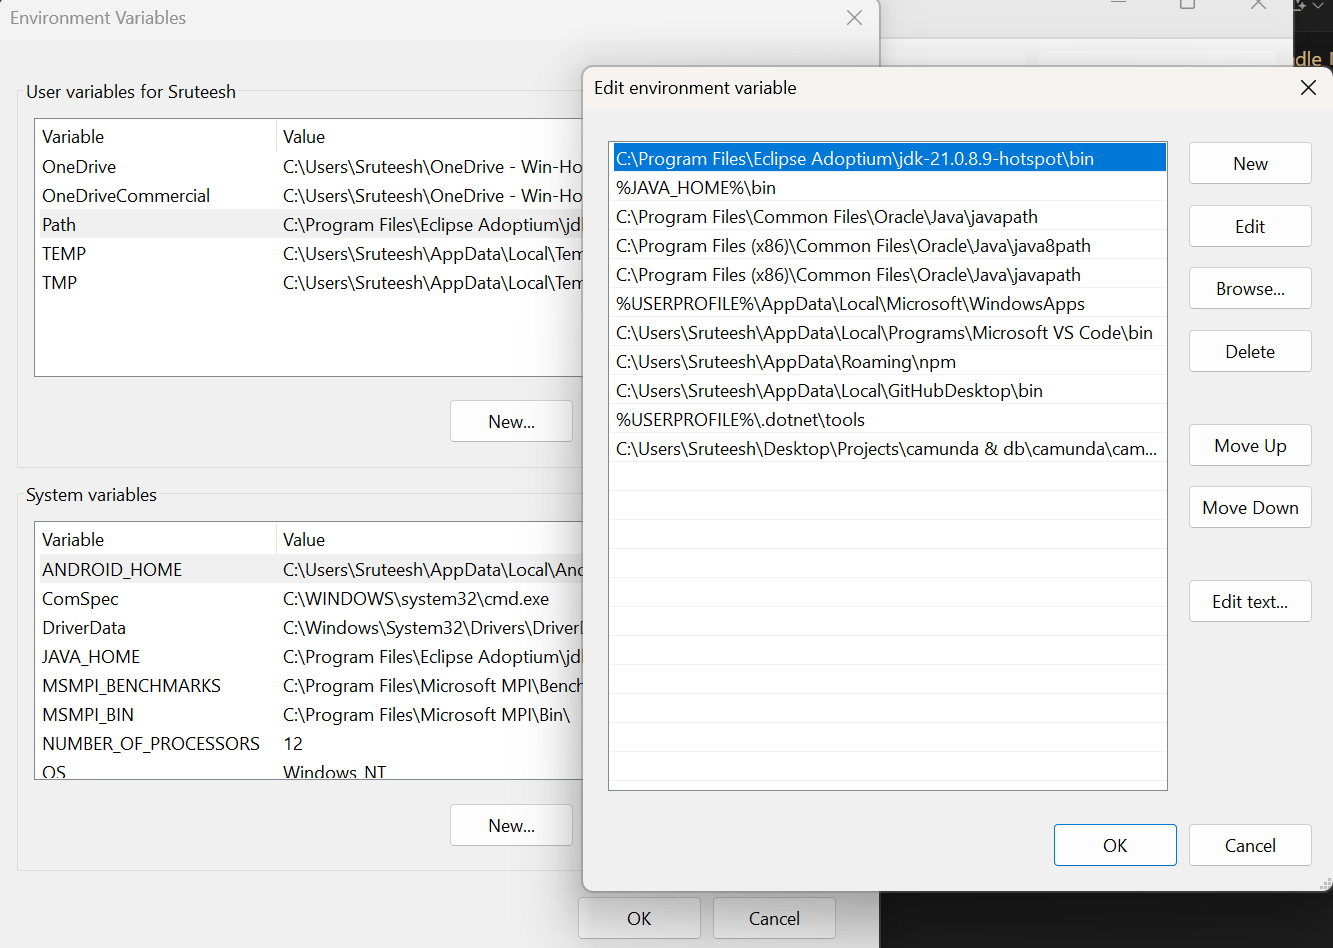 Environment Variables
User variables for Sruteesh
Variable Value
OneDrive C:\Users\Sruteesh\OneDrive - Win-Ho
OneDriveCommercial C:\Users\Sruteesh\OneDrive - Win-Ho
Path C:\Program Files\Eclipse Adoptium\jd
TEMP C:\Users\Sruteesh\AppData\Local\Tem
TMP C:\Users\Sruteesh\AppData\Local\Tem
New...
System variables
Variable Value
ANDROID_HOME C:\Users\Sruteesh\AppData\Local\And
ComSpec C:\WINDOWS\system32\cmd.exe
DriverData C:\Windows\System32\Drivers\DriverD
JAVA_HOME C:\Program Files\Eclipse Adoptium\jd
MSMPI_BENCHMARKS C:\Program Files\Microsoft MPI\Bench
MSMPI_BIN C:\Program Files\Microsoft MPI\Bin\
NUMBER_OF_PROCESSORS 12
OS Windows_NT
New...
OK Cancel
dle
Edit environment variable
C:\Program Files\Eclipse Adoptium\jdk-21.0.8.9-hotspot\bin
%JAVA_HOME%\bin
C:\Program Files\Common Files\Oracle\Java\javapath
C:\Program Files (x86)\Common Files\Oracle\Java\java8path
C:\Program Files (x86)\Common Files\Oracle\Java\javapath
%USERPROFILE%\AppData\Local\Microsoft\WindowsApps
C:\Users\Sruteesh\AppData\Local\Programs\Microsoft VS Code\bin
C:\Users\Sruteesh\AppData\Roaming\npm
C:\Users\Sruteesh\AppData\Local\GitHubDesktop\bin
%USERPROFILE%\.dotnet\tools
C:\Users\Sruteesh\Desktop\Projects\camunda & db\camunda\cam...
New
Edit
Browse...
Delete
Move Up
Move Down
Edit text...
OK Cancel